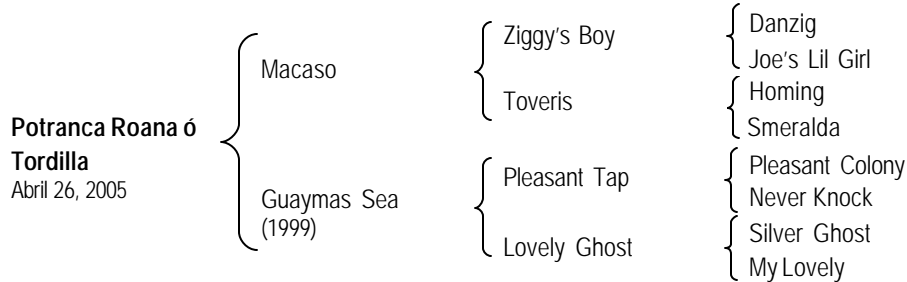 Potranca Roana ó
Tordilla
Abril 26, 2005
Macaso
Guaymas Sea
(1999)
Ziggy's Boy
Toveris
Pleasant Tap
Lovely Ghost
Danzig
Joe's Lil Girl
Homing
Smeralda
Pleasant Colony
Never Knock
Silver Ghost
My Lovely